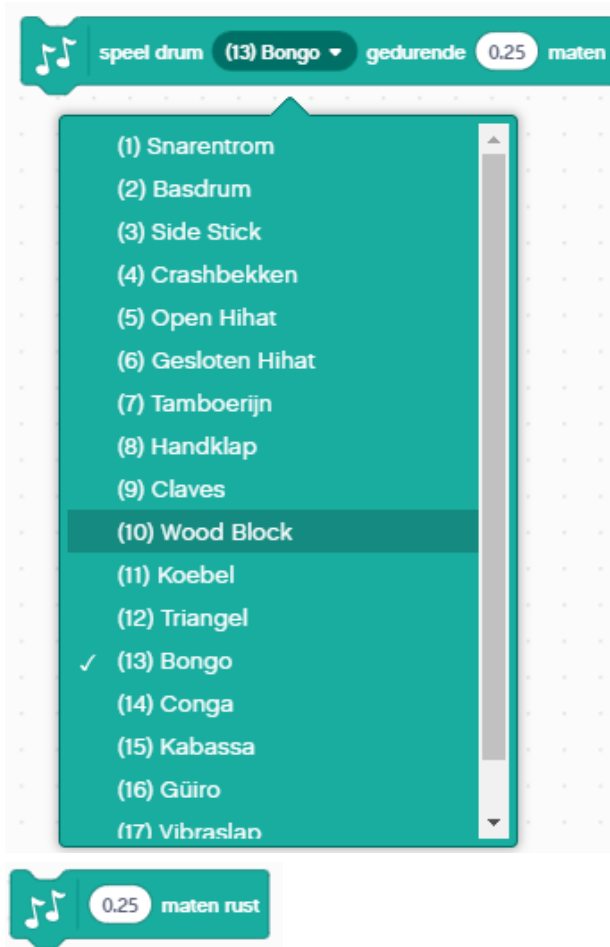 speel drum (13) Bongo gedurende 0.25 maten
(1) Snarentrom
(2) Basdrum
(3) Side Stick
(4) Crashbekken
(5) Open Hihat
(6) Gesloten Hihat
(7) Tamboerijn
(8) Handklap
(9) Claves
(10) Wood Block
(11) Koebel
(12) Triangel
(13) Bongo
(14) Conga
(15) Kabassa
(16) Güiro
(17) Vibraslap
0.25 maten rust